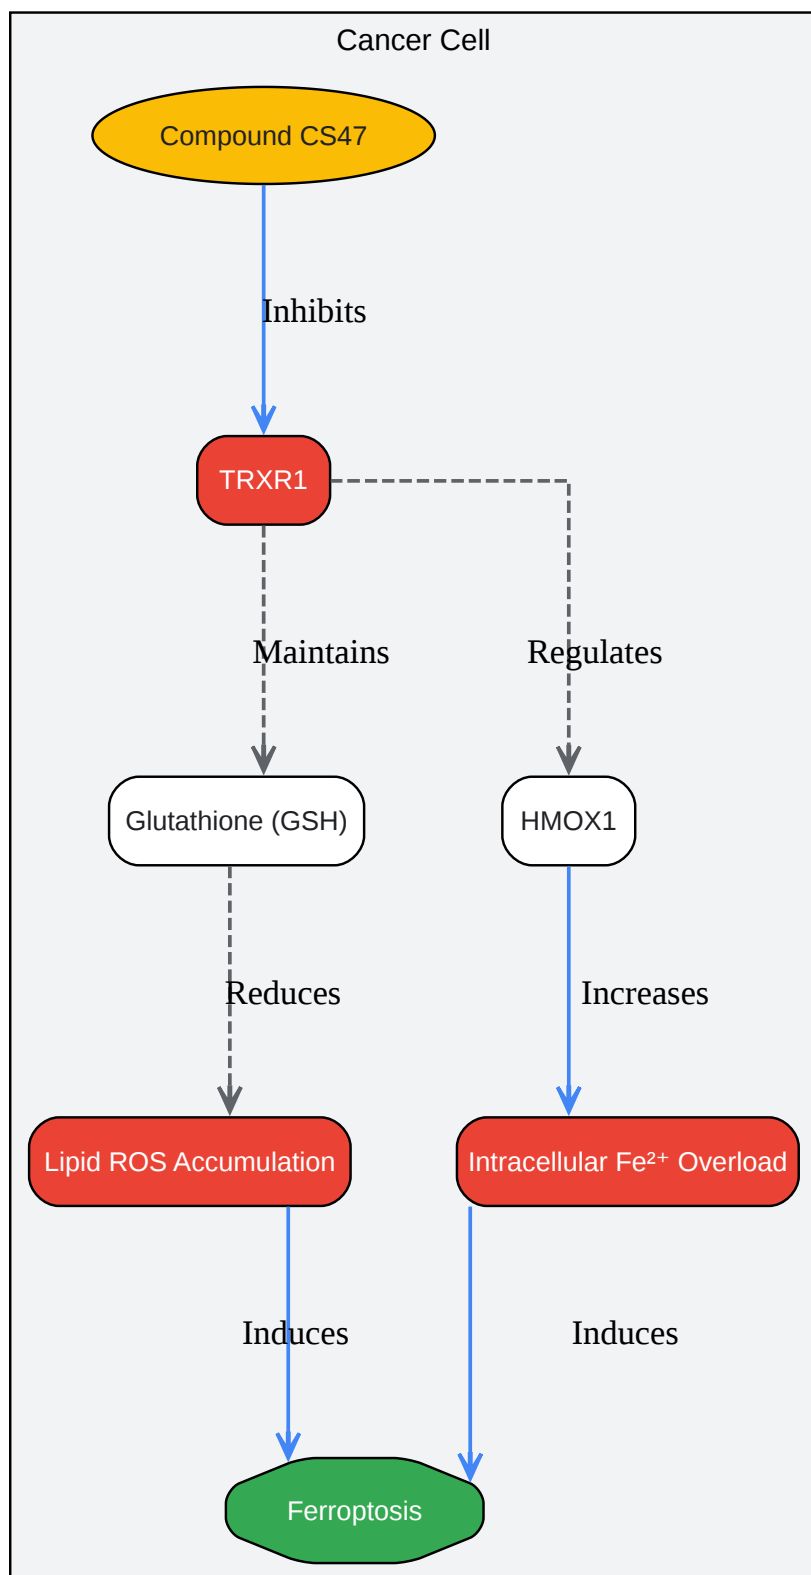 Cancer Cell
Compound CS47
Inhibits
TRXR1
Maintains
Regulates
Glutathione (GSH)
HMOX1
Reduces
Increases
Lipid ROS Accumulation
Intracellular Fe²⁺ Overload
Induces
Induces
Ferroptosis